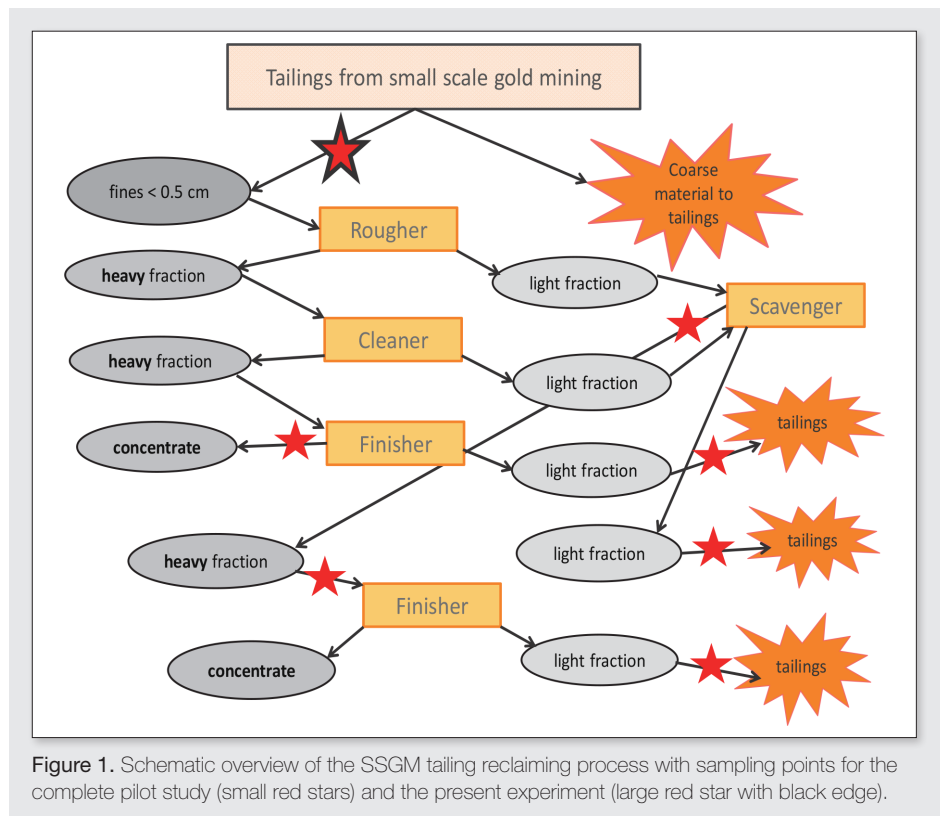 Tailings from small scale gold mining
Coarse
material to
tailings
fines < 0.5 cm
Rougher
heavy fraction
light fraction
Scavenger
Cleaner
heavy fraction
light fraction
tailings
concentrate
Finisher
light fraction
tailings
light fraction
heavy fraction
Finisher
light fraction
tailings
concentrate
Figure 1. Schematic overview of the SSGM tailing reclaiming process with sampling points for the
complete pilot study (small red stars) and the present experiment (large red star with black edge).